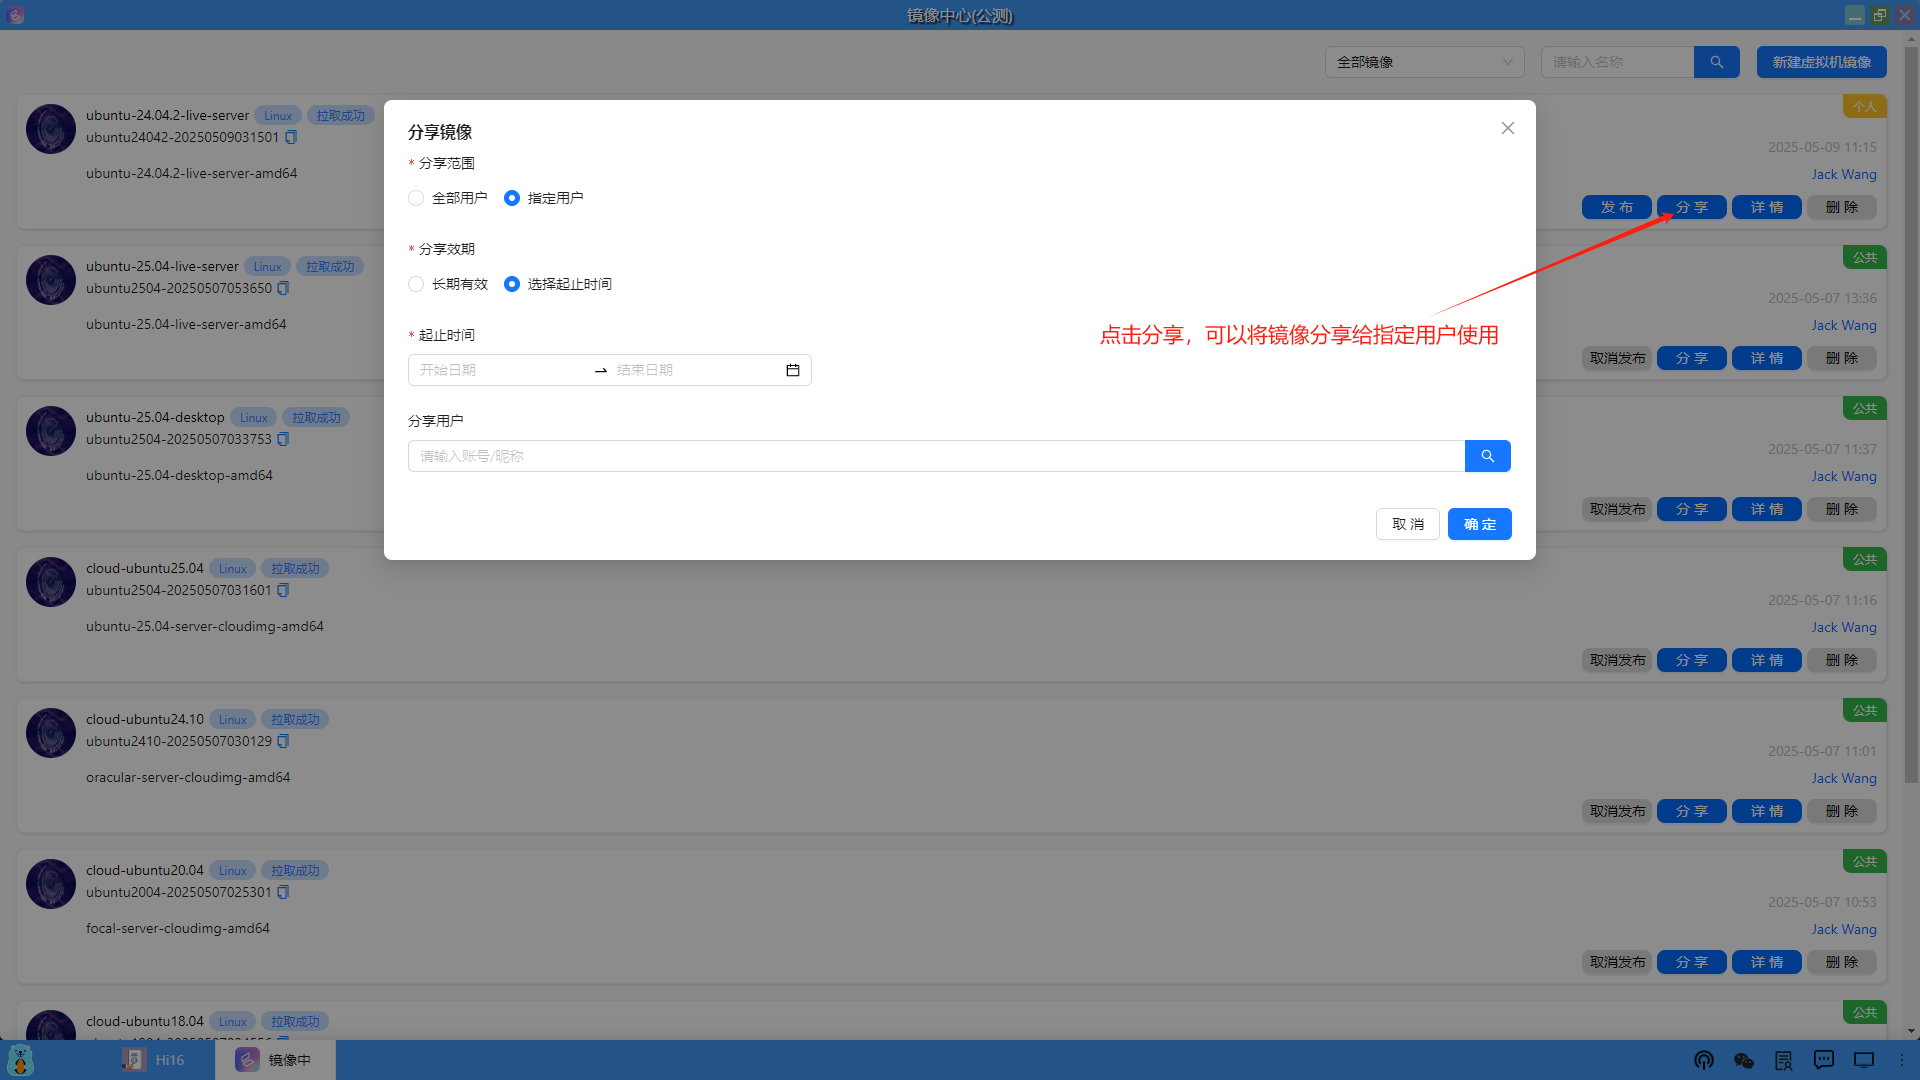 镜像中心(公测)
全部镜像
请输入名称
新建虚拟机镜像
ubuntu-24.04.2-live-server Linux 拉取成功
ubuntu24042-20250509031501
ubuntu-24.04.2-live-server-amd64
个人
2025-05-09 11:15
Jack Wang
发 布 分 享 详 情 删 除
分享镜像
* 分享范围
全部用户 指定用户
* 分享效期
长期有效 选择起止时间
* 起止时间
开始日期 结束日期
分享用户
请输入账号/昵称
取 消 确 定
点击分享，可以将镜像分享给指定用户使用
ubuntu-25.04-live-server Linux 拉取成功
ubuntu2504-20250507053650
ubuntu-25.04-live-server-amd64
公共
2025-05-07 13:36
Jack Wang
取消发布 分 享 详 情 删 除
ubuntu-25.04-desktop Linux 拉取成功
ubuntu2504-20250507033753
ubuntu-25.04-desktop-amd64
公共
2025-05-07 11:37
Jack Wang
取消发布 分 享 详 情 删 除
cloud-ubuntu25.04 Linux 拉取成功
ubuntu2504-20250507031601
ubuntu-25.04-server-cloudimg-amd64
公共
2025-05-07 11:16
Jack Wang
取消发布 分 享 详 情 删 除
cloud-ubuntu24.10 Linux 拉取成功
ubuntu2410-20250507030129
oracular-server-cloudimg-amd64
公共
2025-05-07 11:01
Jack Wang
取消发布 分 享 详 情 删 除
cloud-ubuntu20.04 Linux 拉取成功
ubuntu2004-20250507025301
focal-server-cloudimg-amd64
公共
2025-05-07 10:53
Jack Wang
取消发布 分 享 详 情 删 除
cloud-ubuntu18.04 Linux 拉取成功
公共
Hi16
镜像中